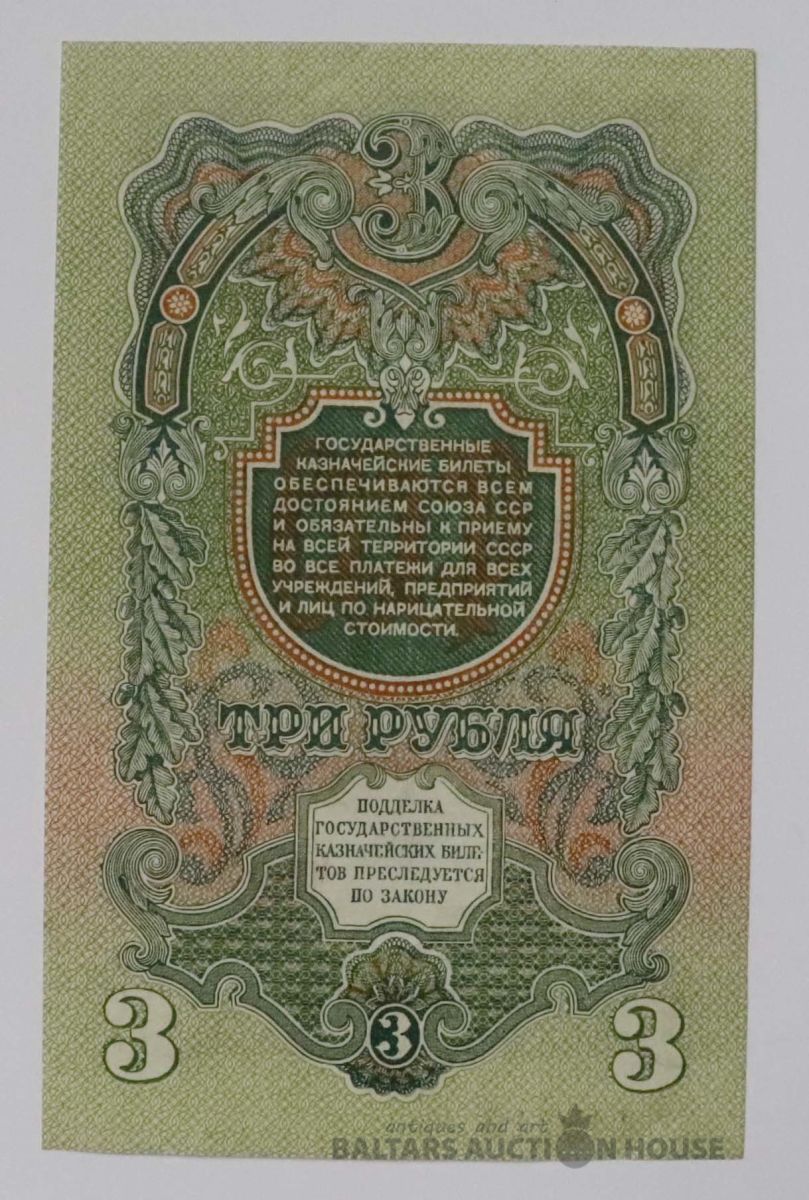 3
ГОСУДАРСТВЕННЫЕ
КАЗНАЧЕЙСКИЕ БИЛЕТЫ
ОБЕСПЕЧИВАЮТСЯ ВСЕМ
ДОСТОЯНИЕМ СОЮЗА ССР
И ОБЯЗАТЕЛЬНЫ К ПРИЕМУ
НА ВСЕЙ ТЕРРИТОРИИ СССР
ВО ВСЕ ПЛАТЕЖИ ДЛЯ ВСЕХ
УЧРЕЖДЕНИЙ, ПРЕДПРИЯТИЙ
И ЛИЦ ПО НАРИЦАТЕЛЬНОЙ
СТОИМОСТИ.
ТРИ РУБЛЯ
ПОДДЕЛКА
ГОСУДАРСТВЕННЫХ
КАЗНАЧЕЙСКИХ БИЛЕ-
ТОВ ПРЕСЛЕДУЕТСЯ
ПО ЗАКОНУ
3 3 3
antiques and art
BALTARS AUCTION HOUSE